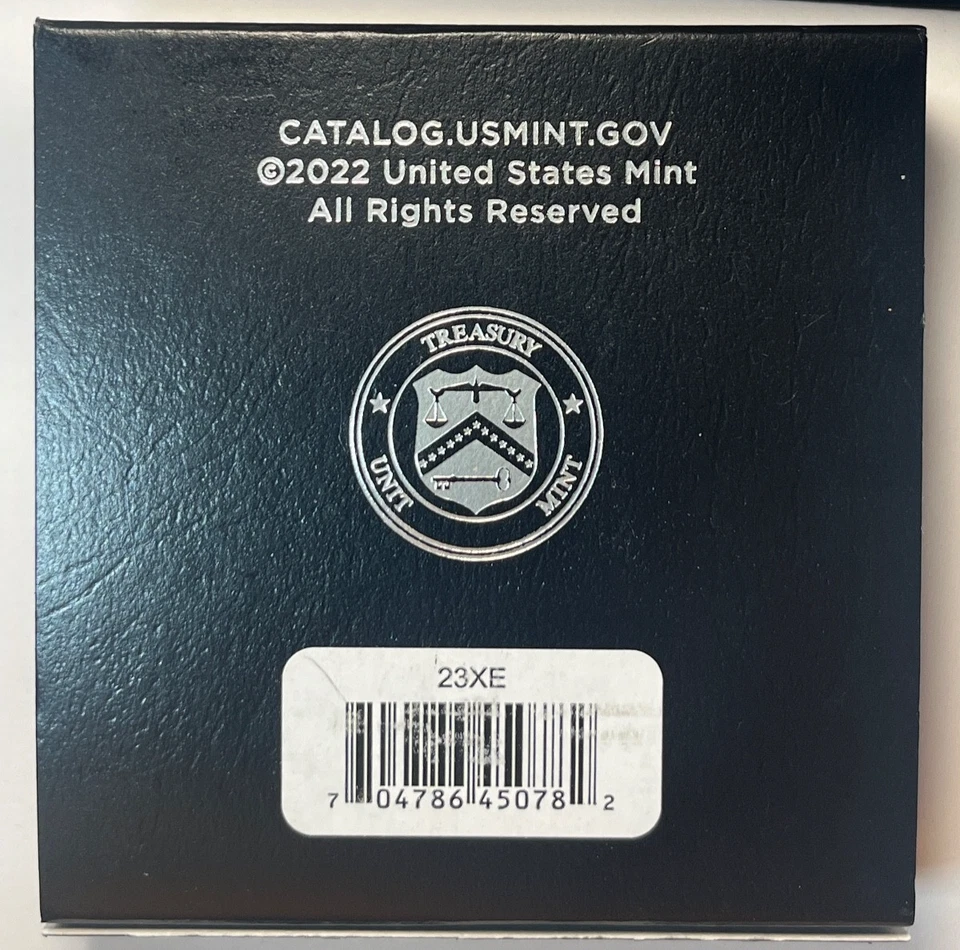 CATALOG.USMINT.GOV
©2022 United States Mint
All Rights Reserved
TREASURY
UNIT MINT
23XE
7 04786 45078 2